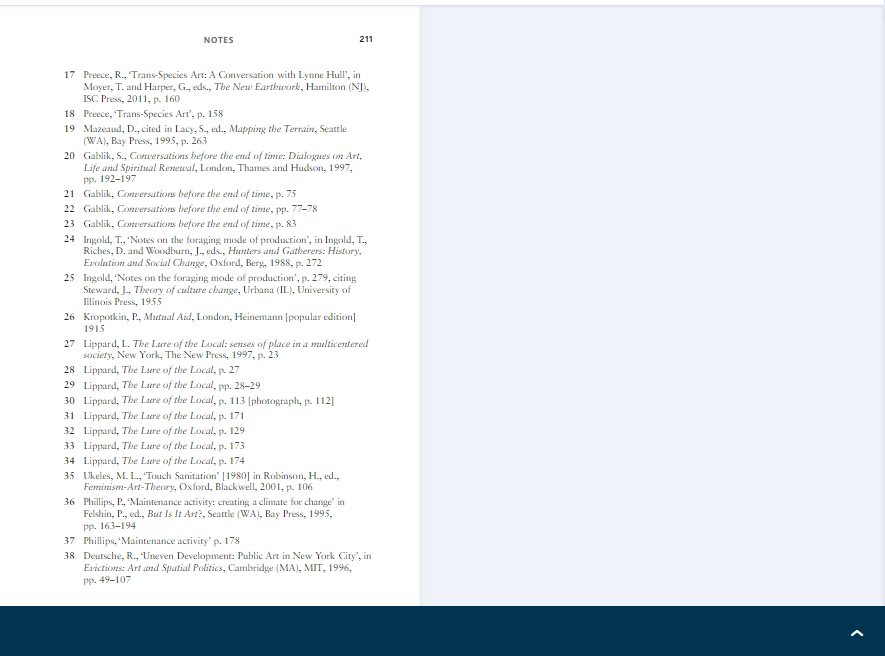 NOTES 211
17 Preece, R., ‘Trans-Species Art: A Conversation with Lynne Hull’, in
Moyer, T. and Harper, G., eds., The New Earthwork, Hamilton (NJ),
ISC Press, 2011, p. 160
18 Preece, ‘Trans-Species Art’, p. 158
19 Mazeaud, D., cited in Lacy, S., ed., Mapping the Terrain, Seattle
(WA), Bay Press, 1995, p. 263
20 Gablik, S., Conversations before the end of time: Dialogues on Art,
Life and Spiritual Renewal, London, Thames and Hudson, 1997,
pp. 192–197
21 Gablik, Conversations before the end of time, p. 75
22 Gablik, Conversations before the end of time, pp. 77–78
23 Gablik, Conversations before the end of time, p. 83
24 Ingold, T., ‘Notes on the foraging mode of production’, in Ingold, T.,
Riches, D. and Woodburn, J., eds., Hunters and Gatherers: History,
Evolution and Social Change, Oxford, Berg, 1988, p. 272
25 Ingold, ‘Notes on the foraging mode of production’, p. 279, citing
Steward, J., Theory of culture change, Urbana (IL), University of
Illinois Press, 1955
26 Kropotkin, P., Mutual Aid, London, Heinemann [popular edition]
1915
27 Lippard, L. The Lure of the Local: senses of place in a multicentered
society, New York, The New Press, 1997, p. 23
28 Lippard, The Lure of the Local, p. 27
29 Lippard, The Lure of the Local, pp. 28–29
30 Lippard, The Lure of the Local, p. 113 [photograph, p. 112]
31 Lippard, The Lure of the Local, p. 171
32 Lippard, The Lure of the Local, p. 129
33 Lippard, The Lure of the Local, p. 173
34 Lippard, The Lure of the Local, p. 174
35 Ukeles, M. L., ‘Touch Sanitation’ [1980] in Robinson, H., ed.,
Feminism-Art-Theory, Oxford, Blackwell, 2001, p. 106
36 Phillips, P., ‘Maintenance activity: creating a climate for change’ in
Felshin, P., ed., But Is It Art?, Seattle (WA), Bay Press, 1995,
pp. 163–194
37 Phillips, ‘Maintenance activity’ p. 178
38 Deutsche, R., ‘Uneven Development: Public Art in New York City’, in
Evictions: Art and Spatial Politics, Cambridge (MA), MIT, 1996,
pp. 49–107